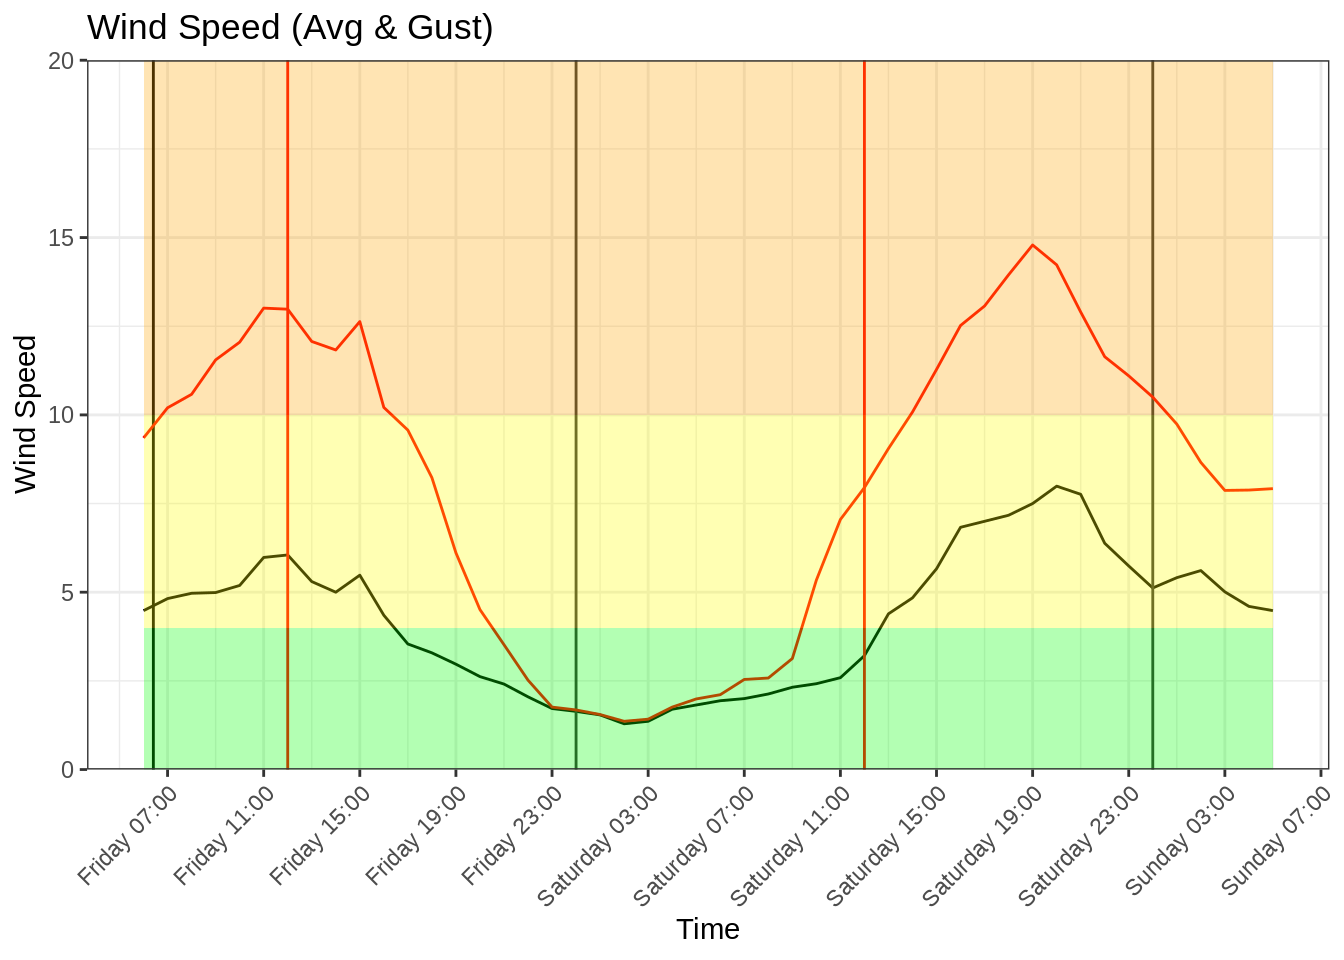 Wind Speed (Avg & Gust)
20
15
10
5
0
Wind Speed
Friday 07:00
Friday 11:00
Friday 15:00
Friday 19:00
Friday 23:00
Saturday 03:00
Saturday 07:00
Saturday 11:00
Saturday 15:00
Saturday 19:00
Saturday 23:00
Sunday 03:00
Sunday 07:00
Time